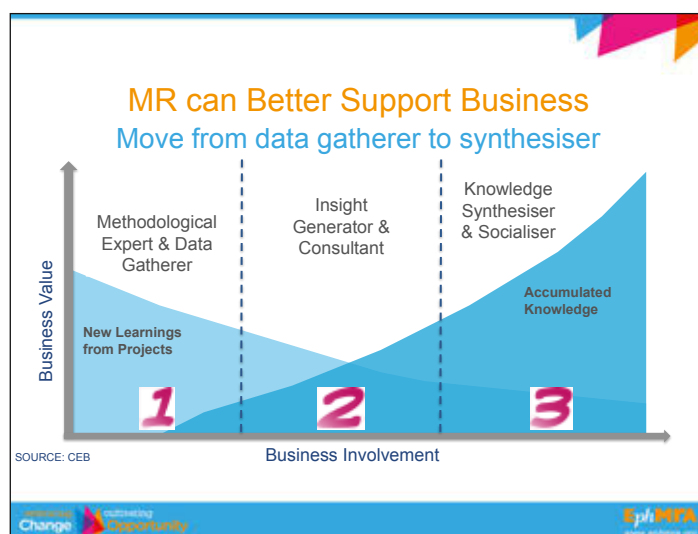 MR can Better Support Business
Move from data gatherer to synthesiser
Methodological
Expert & Data
Gatherer
Insight
Generator &
Consultant
Knowledge
Synthesiser
& Socialiser
Business Value
New Learnings
from Projects
Accumulated
Knowledge
1
2
3
SOURCE: CEB
Business Involvement
Change
cultivating
Opportunity
EphMRA